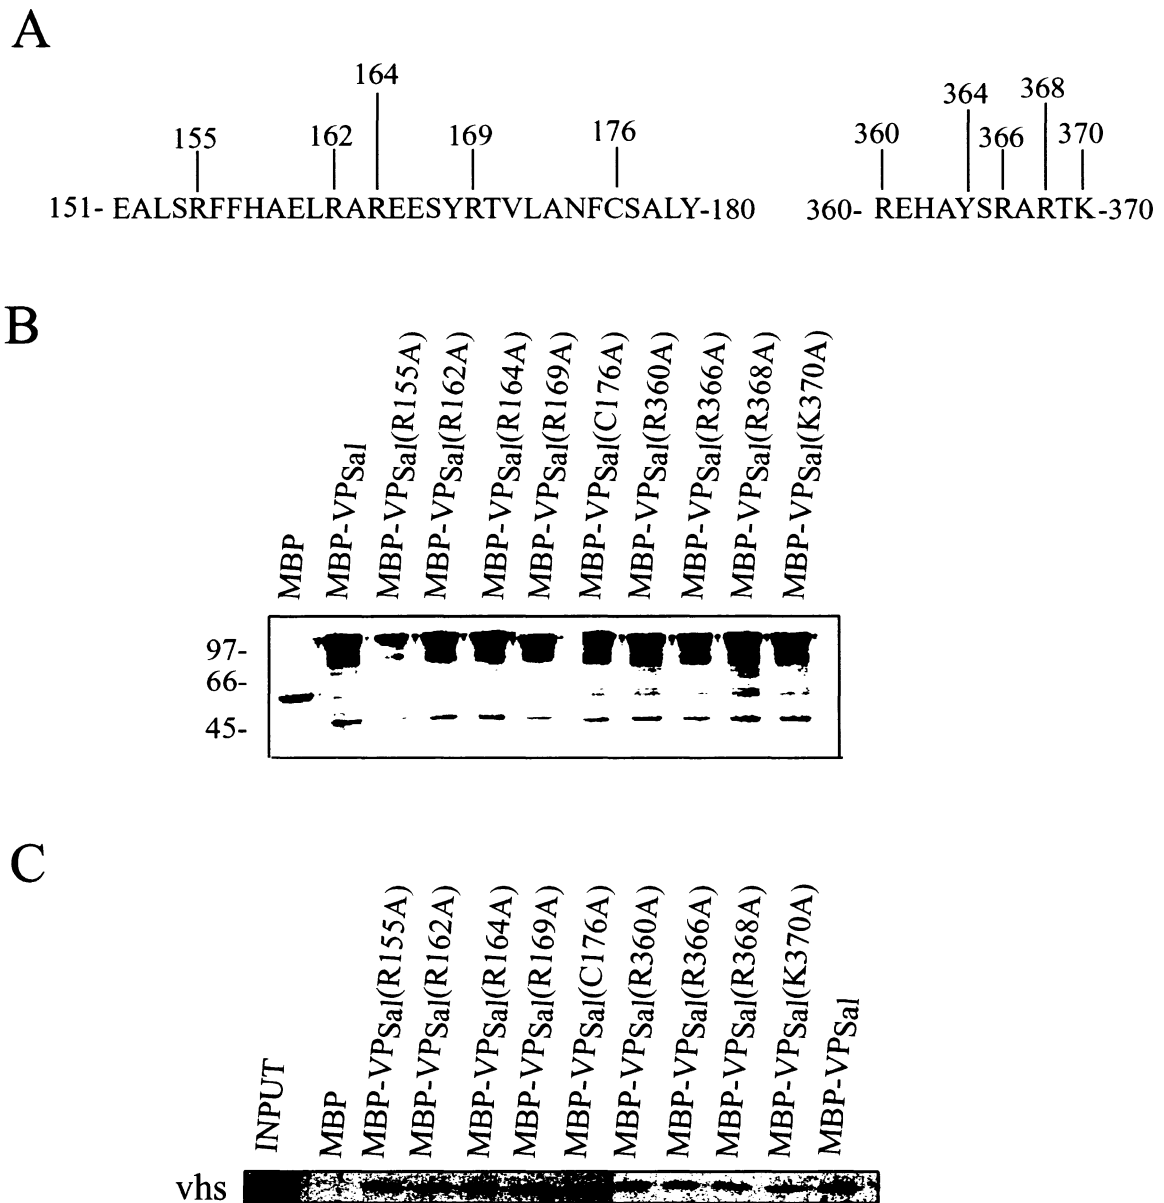 A
164
364 368
155 162 169 176 360 366 370
151- EALSRFFHAELRAREESYRTVLANFCSALY-180 360- REHAYSRARTK-370
B
MBP
MBP-VPSal
MBP-VPSal(R155A)
MBP-VPSal(R162A)
MBP-VPSal(R164A)
MBP-VPSal(R169A)
MBP-VPSal(C176A)
MBP-VPSal(R360A)
MBP-VPSal(R366A)
MBP-VPSal(R368A)
MBP-VPSal(K370A)
97-
66-
45-
C
INPUT
MBP
MBP-VPSal(R155A)
MBP-VPSal(R162A)
MBP-VPSal(R164A)
MBP-VPSal(R169A)
MBP-VPSal(C176A)
MBP-VPSal(R360A)
MBP-VPSal(R366A)
MBP-VPSal(R368A)
MBP-VPSal(K370A)
MBP-VPSal
vhs